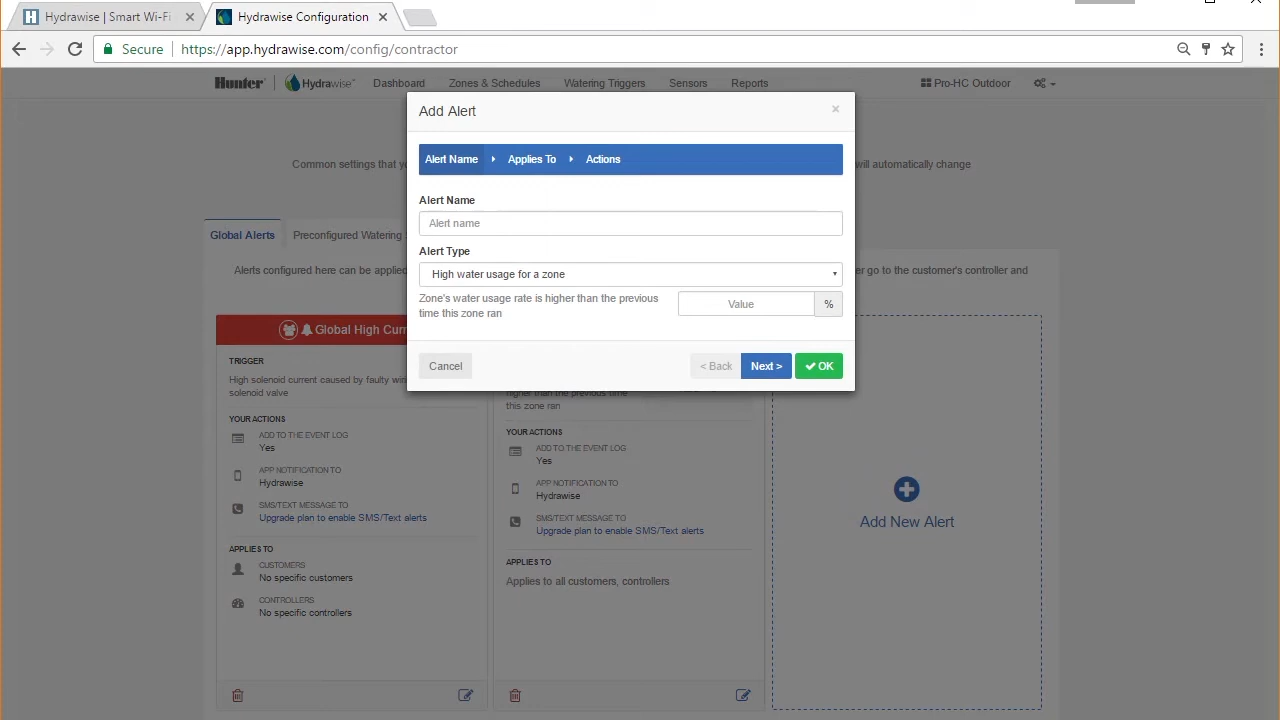 Hydrawise | Smart Wi-Fi
Hydrawise Configuration
Secure
https://app.hydrawise.com/config/contractor
Hunter
Hydrawise
Dashboard
Zones & Schedules
Watering Triggers
Sensors
Reports
Pro-HC Outdoor
Add Alert
×
Common settings that
will automatically change
Alert Name
Applies To
Actions
Alert Name
Alert name
Global Alerts
Preconfigured Watering
Alert Type
Alerts configured here can be applied
go to the customer's controller and
High water usage for a zone
Zone's water usage rate is higher than the previous
time this zone ran
Value
%
Global High Curr
Cancel
< Back
Next >
OK
TRIGGER
High solenoid current caused by faulty
solenoid valve
YOUR ACTIONS
ADD TO THE EVENT LOG
Yes
APP NOTIFICATION TO
Hydrawise
SMS/TEXT MESSAGE TO
Upgrade plan to enable SMS/Text alerts
APPLIES TO
CUSTOMERS
No specific customers
CONTROLLERS
No specific controllers
higher than the previous time
this zone ran
YOUR ACTIONS
ADD TO THE EVENT LOG
Yes
APP NOTIFICATION TO
Hydrawise
SMS/TEXT MESSAGE TO
Upgrade plan to enable SMS/Text alerts
APPLIES TO
Applies to all customers, controllers
Add New Alert